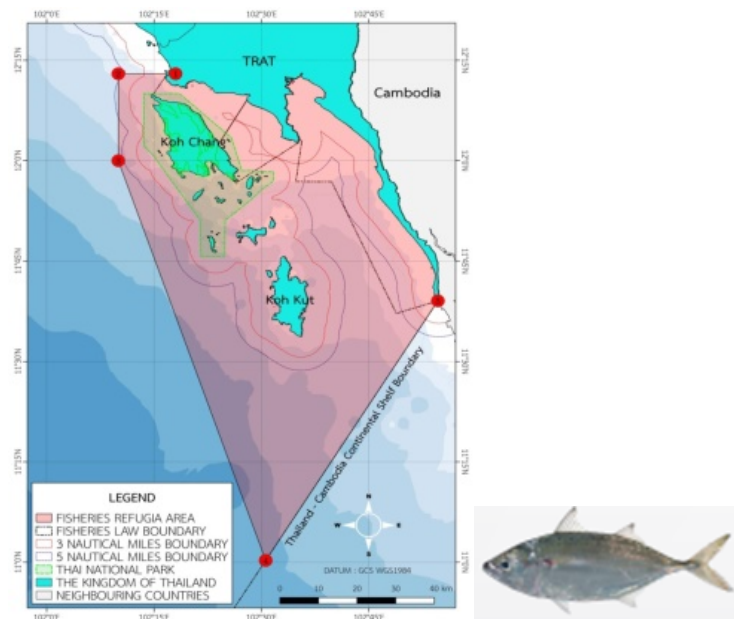 102°0'E 102°15'E 102°30'E 102°45'E
12°15'N 12°15'N
TRAT
Cambodia
Koh Chang
12°0'N 12°0'N
11°45'N 11°45'N
Koh Kut
11°30'N 11°30'N
Thailand - Cambodia Continental Shelf Boundary
11°15'N 11°15'N
LEGEND
FISHERIES REFUGIA AREA
FISHERIES LAW BOUNDARY
3 NAUTICAL MILES BOUNDARY
5 NAUTICAL MILES BOUNDARY
THAI NATIONAL PARK
THE KINGDOM OF THAILAND
NEIGHBOURING COUNTRIES
N
W E
S
DATUM : GCS WGS1984
0 10 20 30 40 km
11°0'N 11°0'N
102°0'E 102°15'E 102°30'E 102°45'E